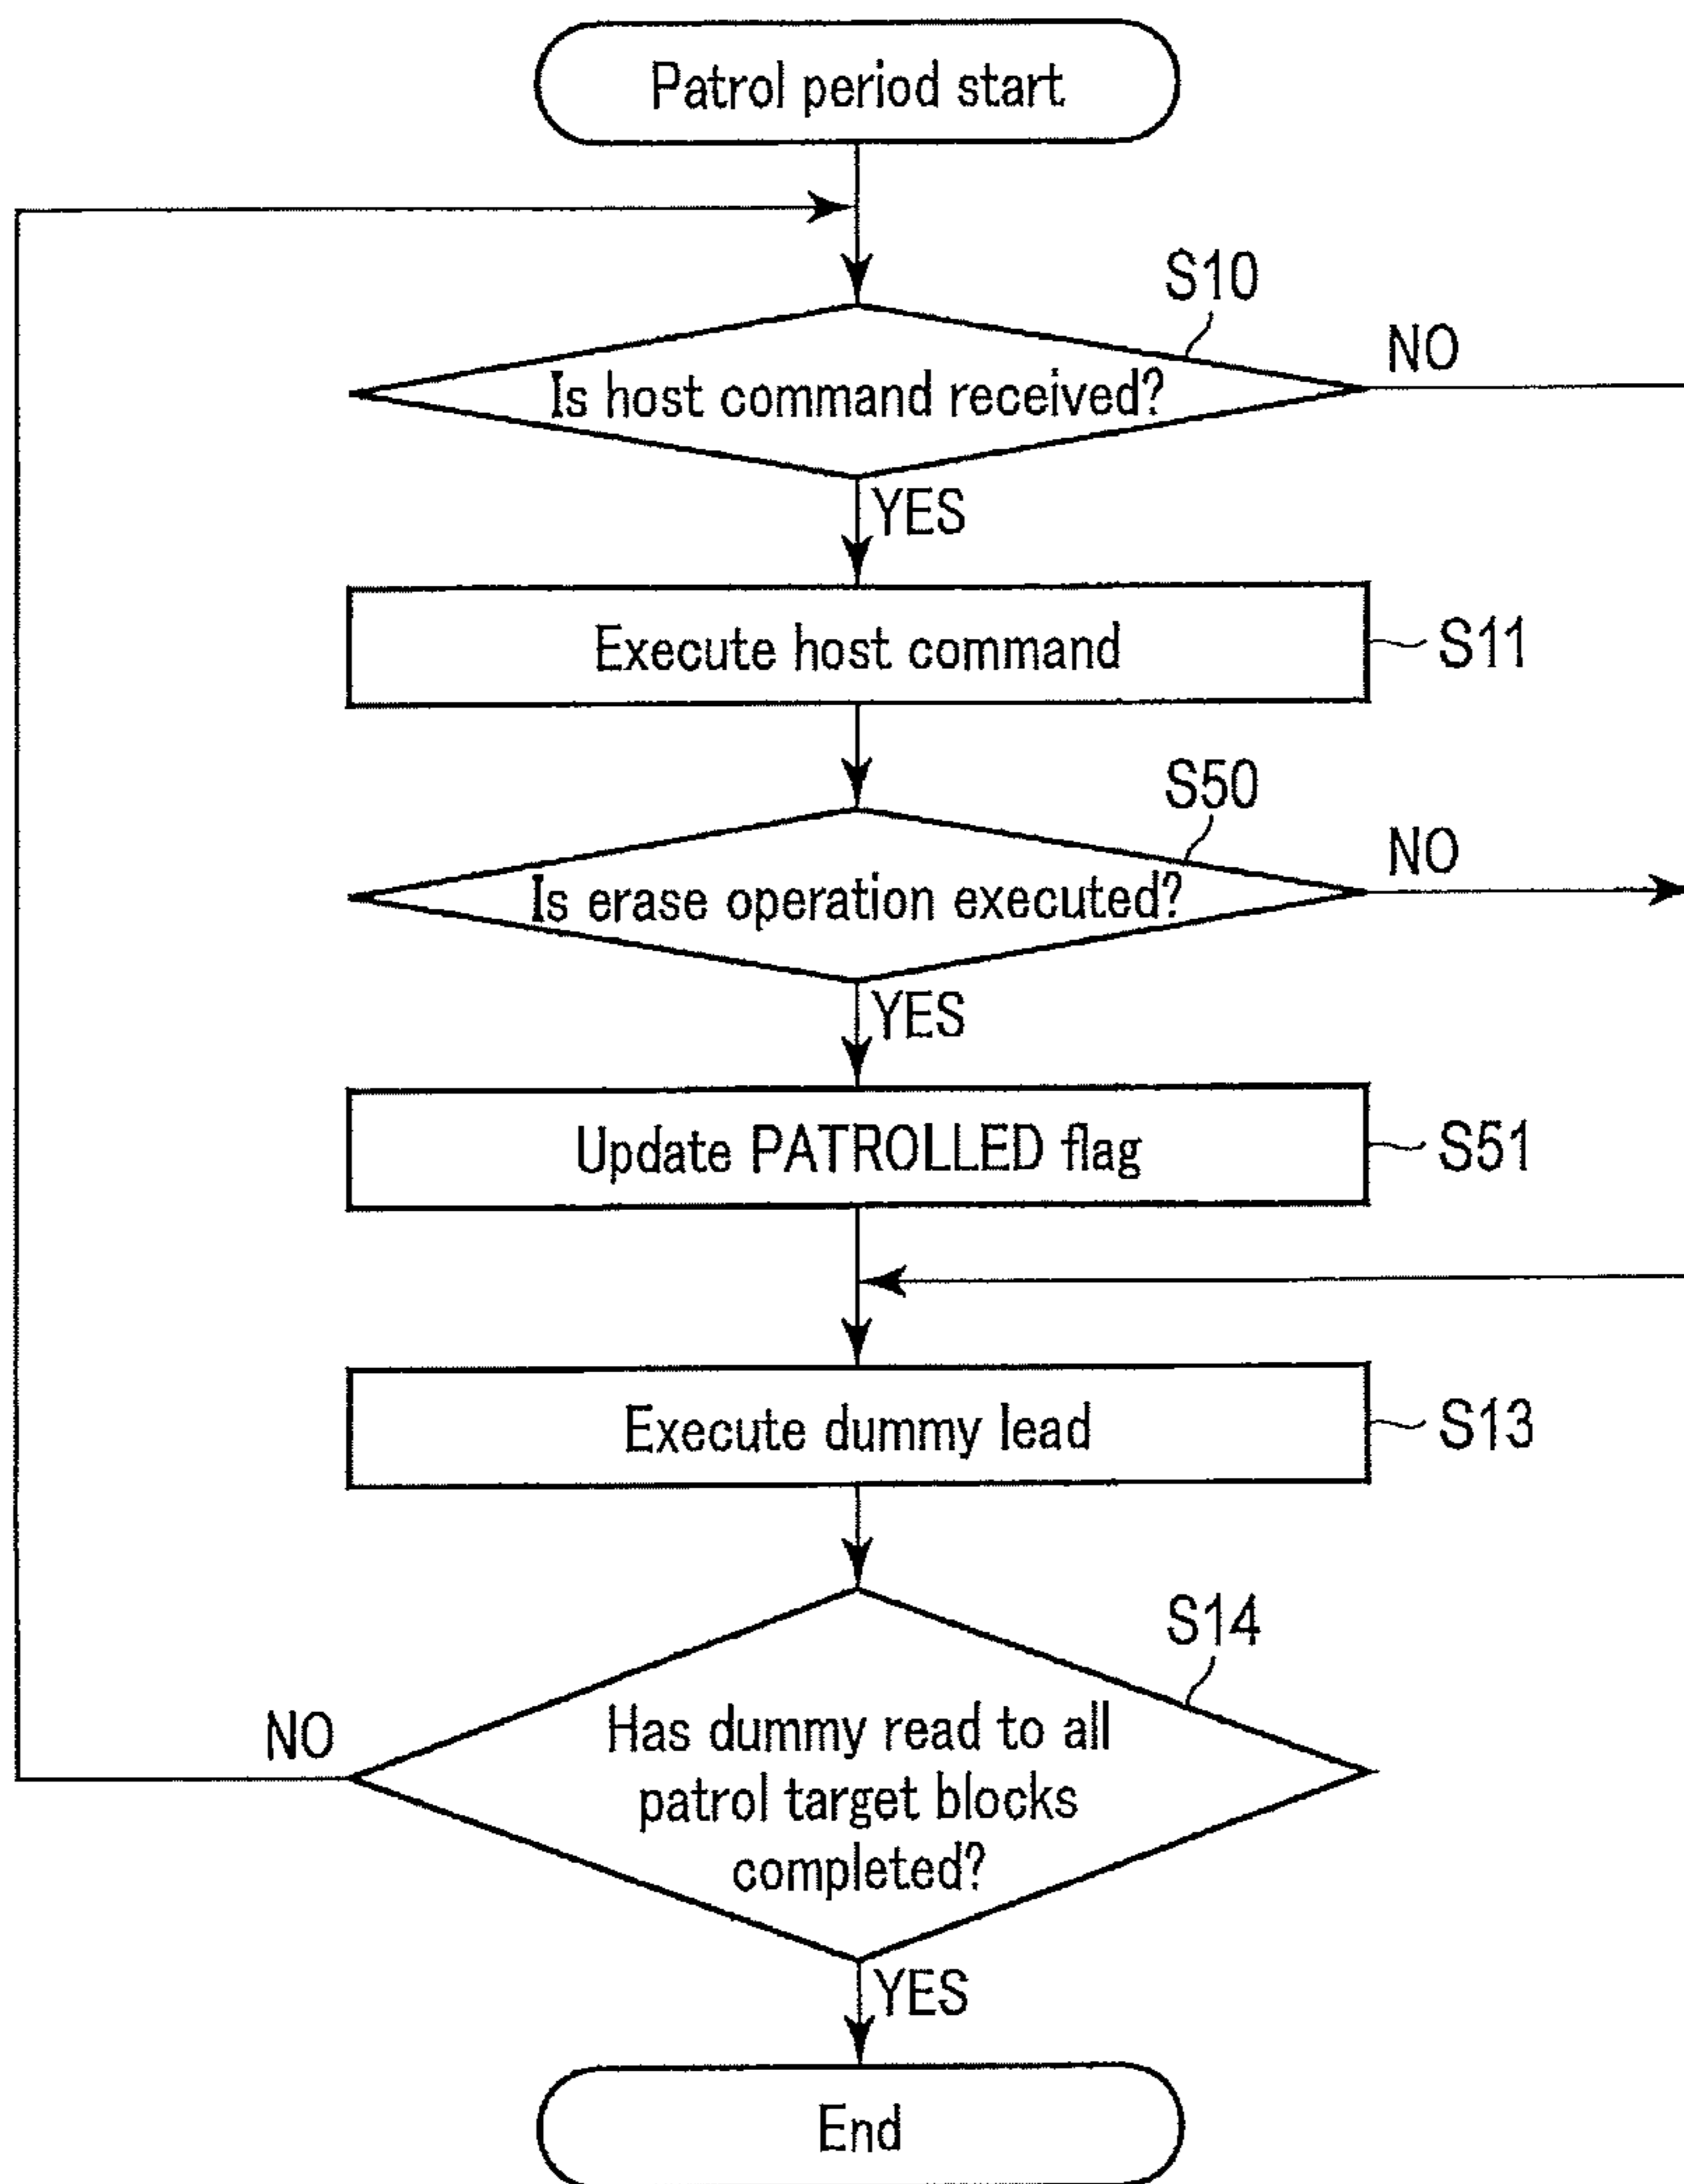 Patrol period start
S10
NO
Is host command received?
YES
Execute host command
S11
S50
NO
Is erase operation executed?
YES
Update PATROLLED flag
S51
Execute dummy lead
S13
S14
NO
Has dummy read to all
patrol target blocks
completed?
YES
End